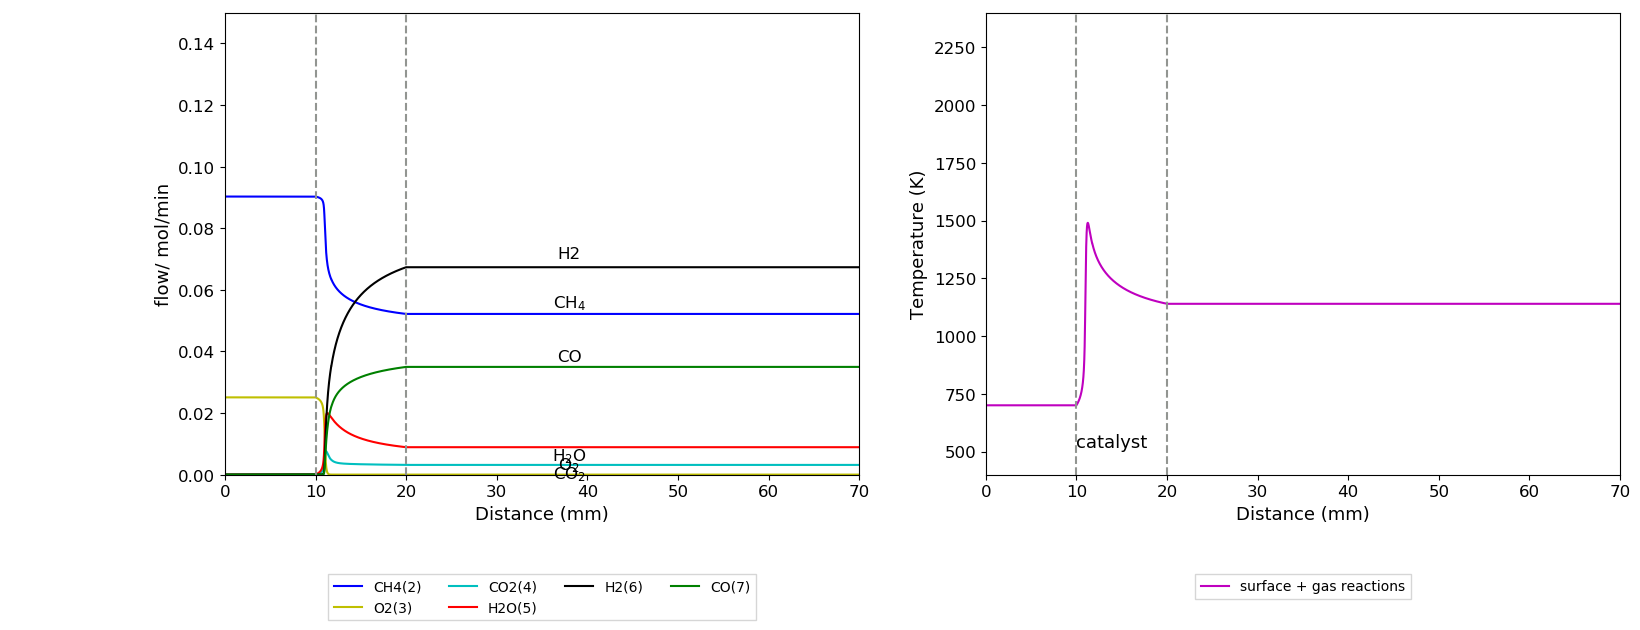 0.14
0.12
0.10
0.08
0.06
0.04
0.02
0.00
flow/ mol/min
H2
CH₄
CO
H₂O
O₂
CO₂
0 10 20 30 40 50 60 70
Distance (mm)
CH4(2) CO2(4) H2(6) CO(7)
O2(3) H2O(5)
2250
2000
1750
1500
1250
1000
750
500
Temperature (K)
catalyst
0 10 20 30 40 50 60 70
Distance (mm)
surface + gas reactions